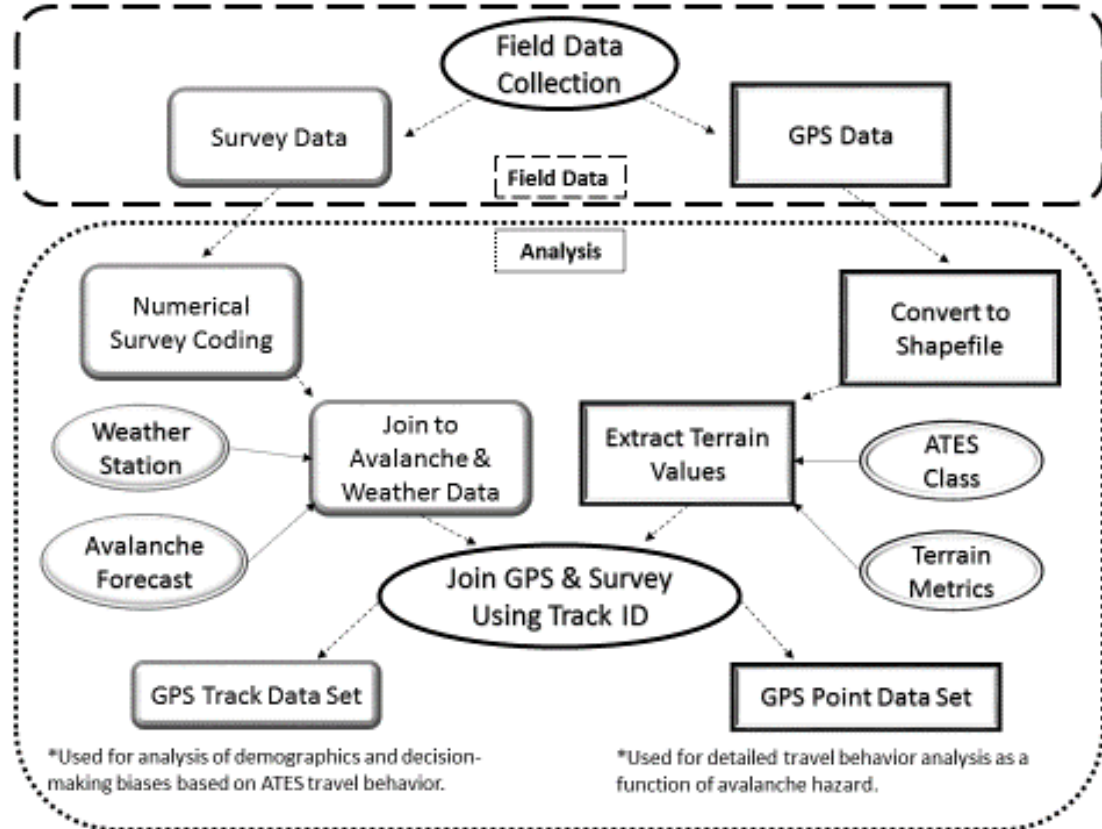 Field Data
Collection
Survey Data
GPS Data
Field Data
Analysis
Numerical
Survey Coding
Convert to
Shapefile
Weather
Station
Join to
Avalanche &
Weather Data
Extract Terrain
Values
ATES
Class
Avalanche
Forecast
Terrain
Metrics
Join GPS & Survey
Using Track ID
GPS Track Data Set
GPS Point Data Set
*Used for analysis of demographics and decision-
making biases based on ATES travel behavior.
*Used for detailed travel behavior analysis as a
function of avalanche hazard.